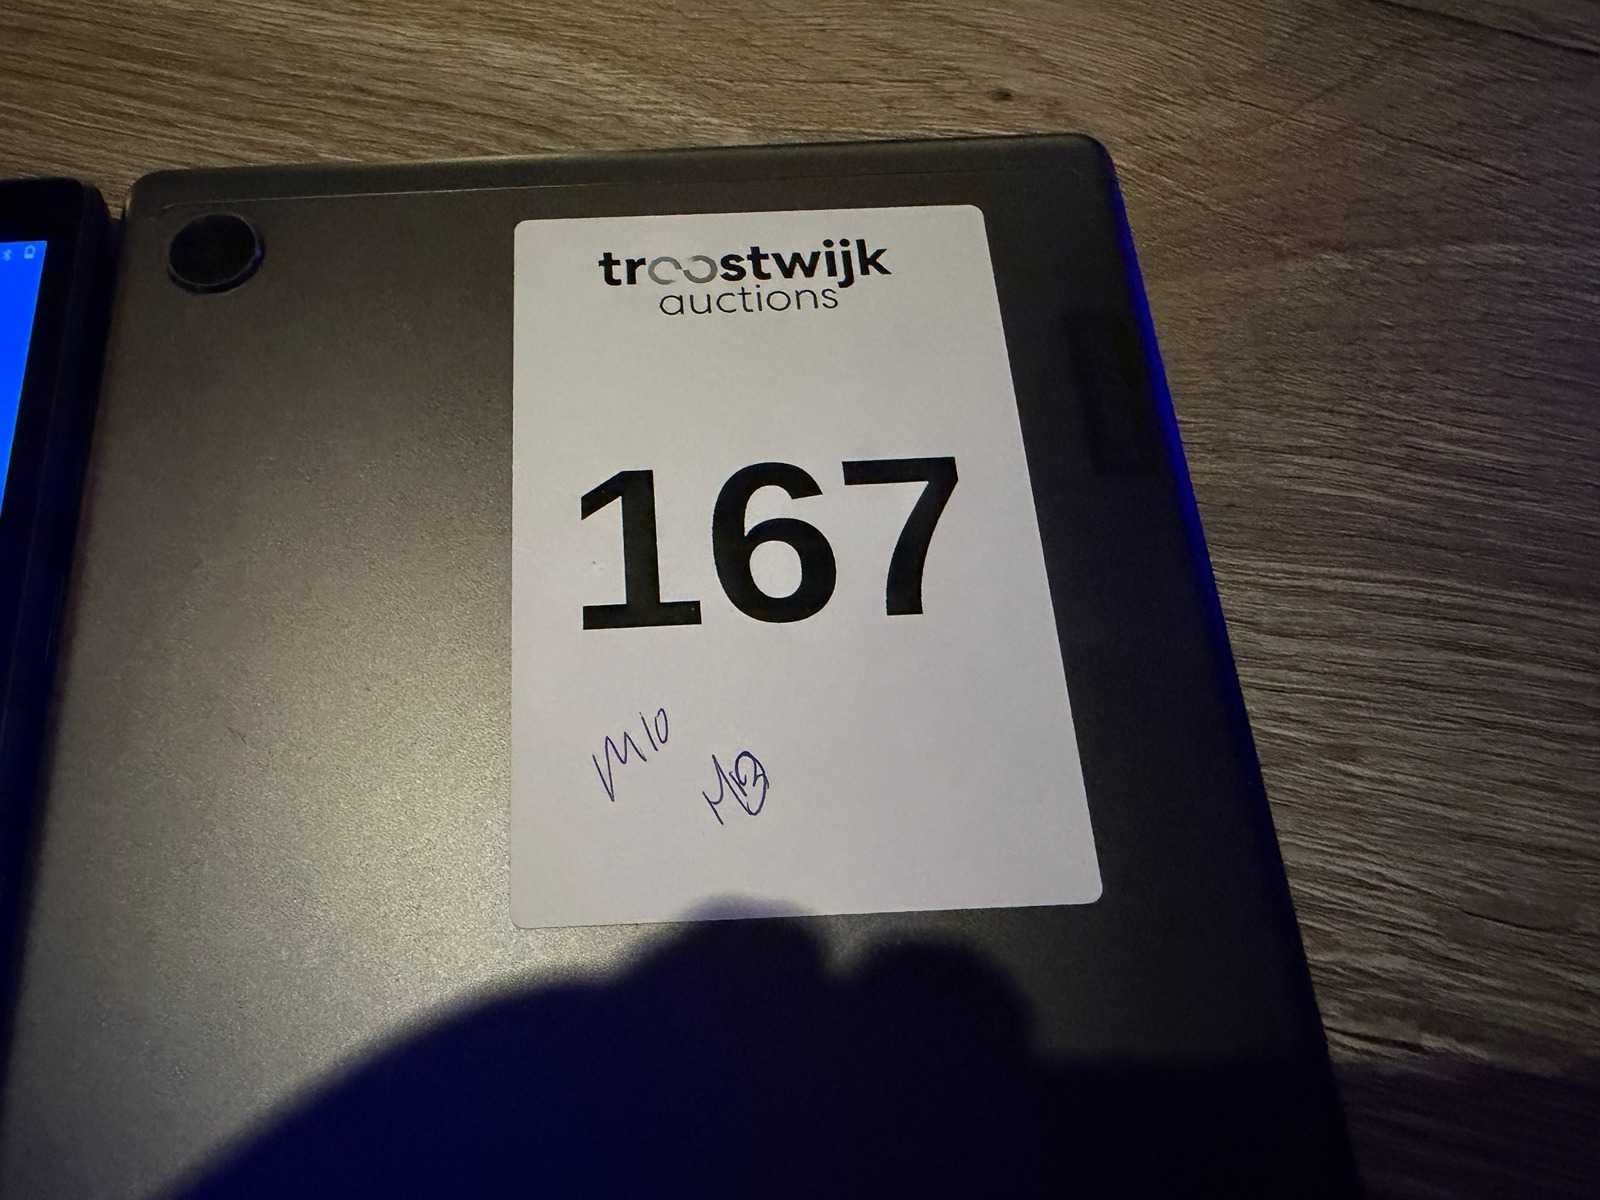 troostwijk
auctions
167
M10